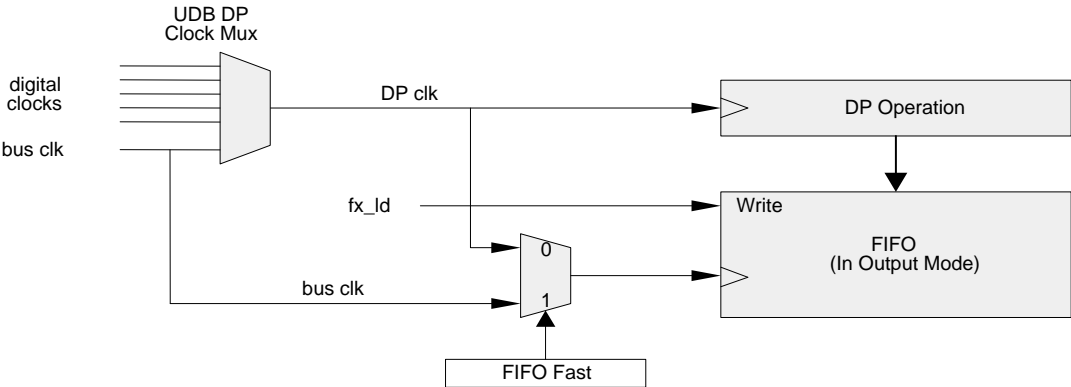 UDB DP
Clock Mux
digital
clocks
DP clk
DP Operation
bus clk
fx_ld
Write
0
FIFO
(In Output Mode)
bus clk
1
FIFO Fast